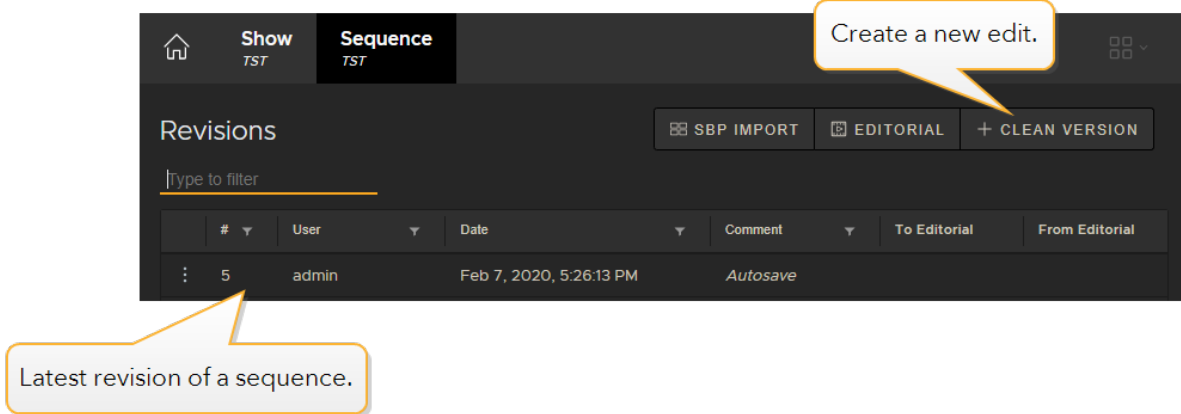 Create a new edit.
Show
TST
Sequence
TST
Revisions
SBP IMPORT
EDITORIAL
+ CLEAN VERSION
Type to filter
# User Date Comment To Editorial From Editorial
5 admin Feb 7, 2020, 5:26:13 PM Autosave
Latest revision of a sequence.